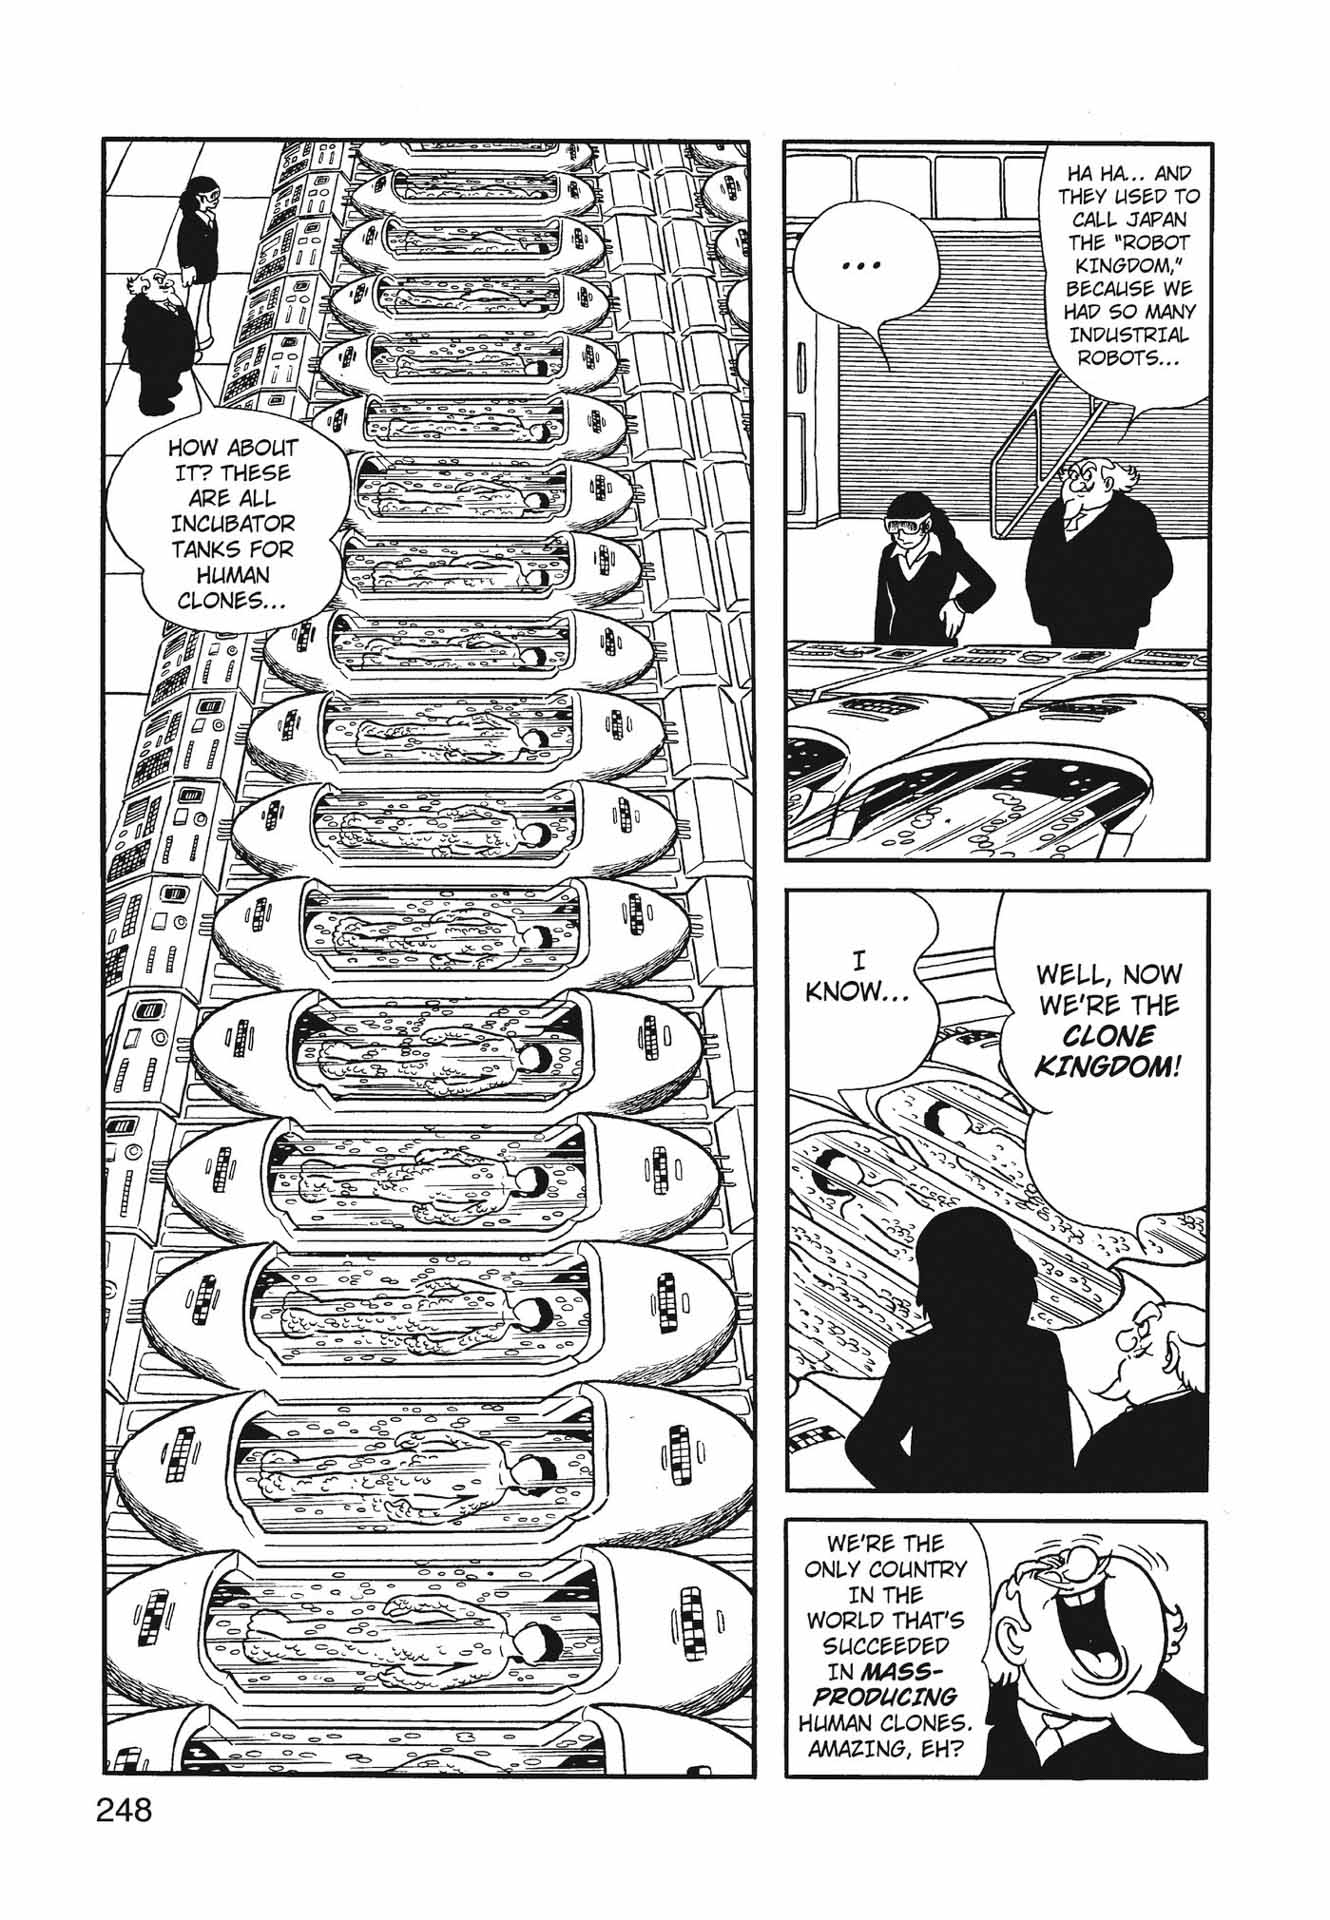 HA HA... AND
THEY USED TO
CALL JAPAN
THE "ROBOT
KINGDOM,"
BECAUSE WE
HAD SO MANY
INDUSTRIAL
ROBOTS...
...
WELL, NOW
WE'RE THE
CLONE
KINGDOM!
I
KNOW...
WE'RE THE
ONLY COUNTRY
IN THE
WORLD THAT'S
SUCCEEDED
IN MASS-
PRODUCING
HUMAN CLONES.
AMAZING, EH?
HOW ABOUT
IT? THESE
ARE ALL
INCUBATOR
TANKS FOR
HUMAN
CLONES...
248